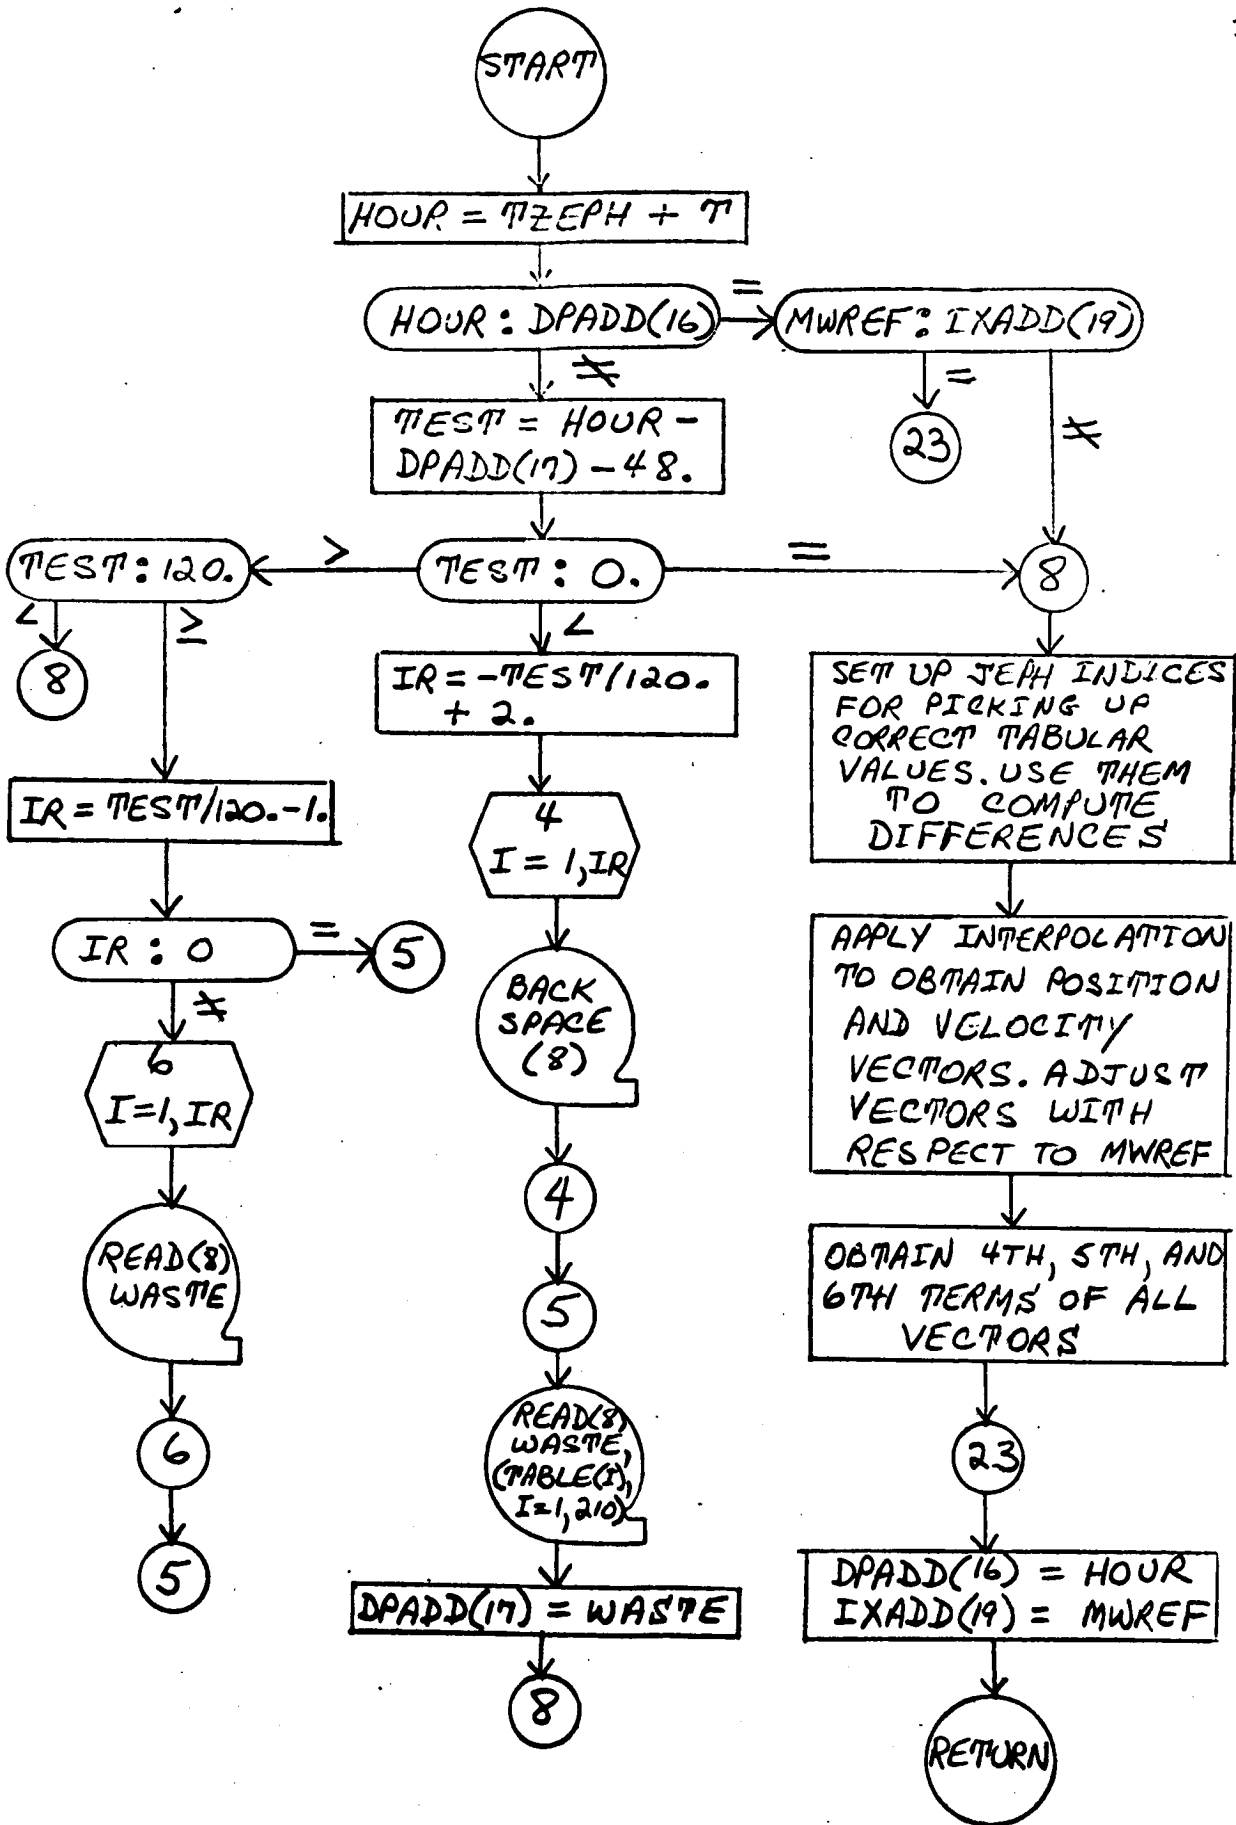 START
HOUR = TZEPH + T
HOUR : DPADD(16)
=
MWREF : IXADD(19)
≠
=
≠
23
TEST = HOUR -
DPADD(17) - 48.
TEST : 0.
>
=
<
TEST : 120.
<
≥
8
8
IR = TEST/120. - 1.
IR : 0
=
5
≠
6
I = 1, IR
READ(8)
WASTE
6
5
IR = -TEST/120.
+ 2.
4
I = 1, IR
BACK
SPACE
(8)
4
5
READ(8)
WASTE,
(TABLE(I),
I=1,210)
DPADD(17) = WASTE
8
SET UP JEPH INDICES
FOR PICKING UP
CORRECT TABULAR
VALUES. USE THEM
TO COMPUTE
DIFFERENCES
APPLY INTERPOLATION
TO OBTAIN POSITION
AND VELOCITY
VECTORS. ADJUST
VECTORS WITH
RESPECT TO MWREF
OBTAIN 4TH, 5TH, AND
6TH TERMS OF ALL
VECTORS
23
DPADD(16) = HOUR
IXADD(19) = MWREF
RETURN